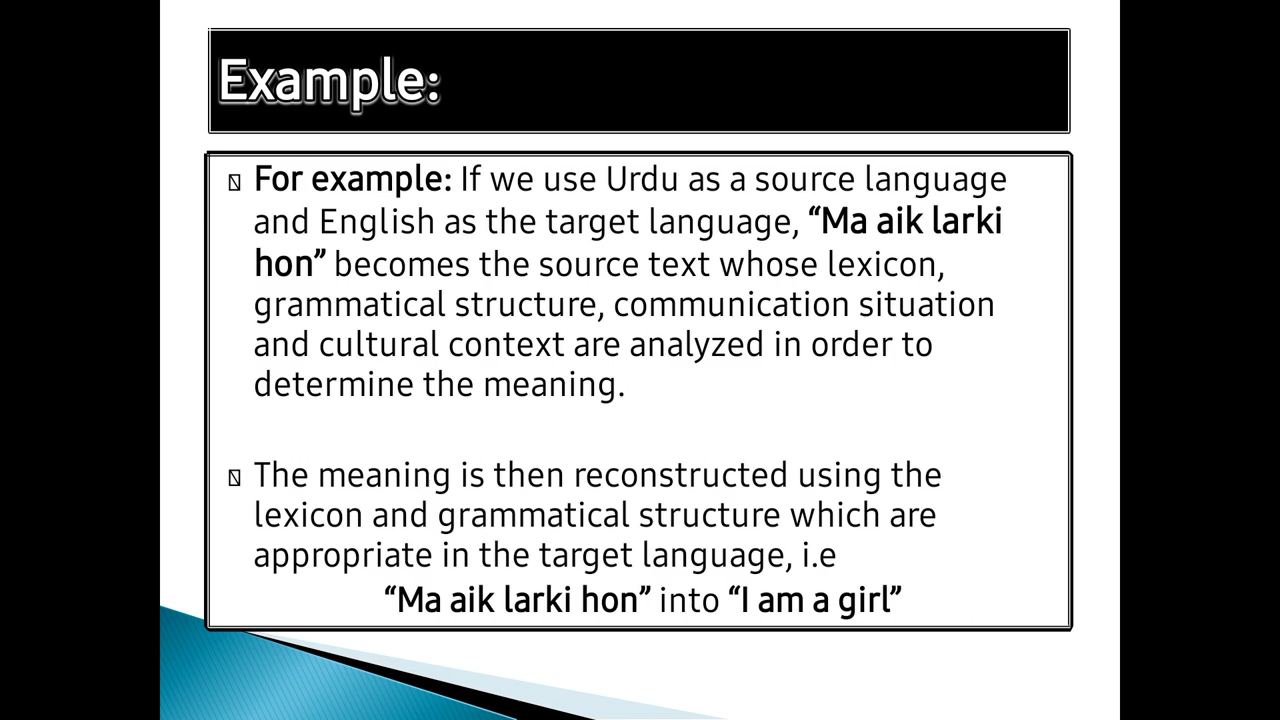 Example:
For example: If we use Urdu as a source language
and English as the target language, “Ma aik larki
hon” becomes the source text whose lexicon,
grammatical structure, communication situation
and cultural context are analyzed in order to
determine the meaning.
The meaning is then reconstructed using the
lexicon and grammatical structure which are
appropriate in the target language, i.e
“Ma aik larki hon” into “I am a girl”